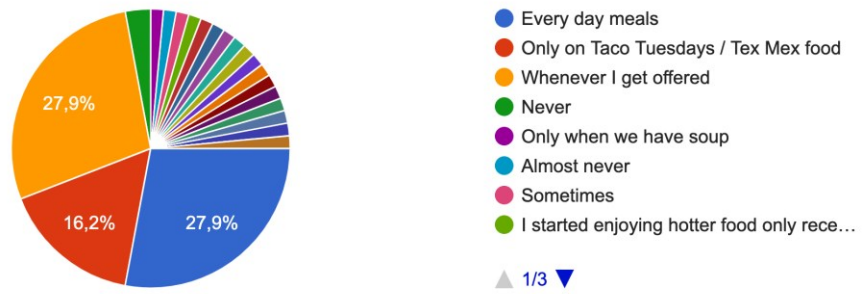 Every day meals
Only on Taco Tuesdays / Tex Mex food
Whenever I get offered
Never
Only when we have soup
Almost never
Sometimes
I started enjoying hotter food only rece…
1/3
27,9%
16,2%
27,9%